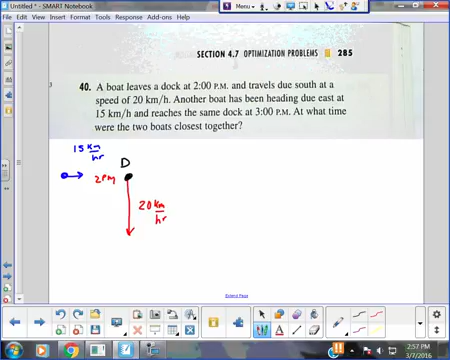 Untitled* - SMART Notebook
Menu
File Edit View Insert Format Tools Add-ons Help
SECTION 4.7 OPTIMIZATION PROBLEMS 285
40. A boat leaves a dock at 2:00 P.M. and travels due south at a
speed of 20 km/h. Another boat has been heading due east at
15 km/h and reaches the same dock at 3:00 P.M. At what time
were the two boats closest together?
15 km/hr
D
2PM
20 km/hr
Extend Page
2:57 PM
3/7/2016